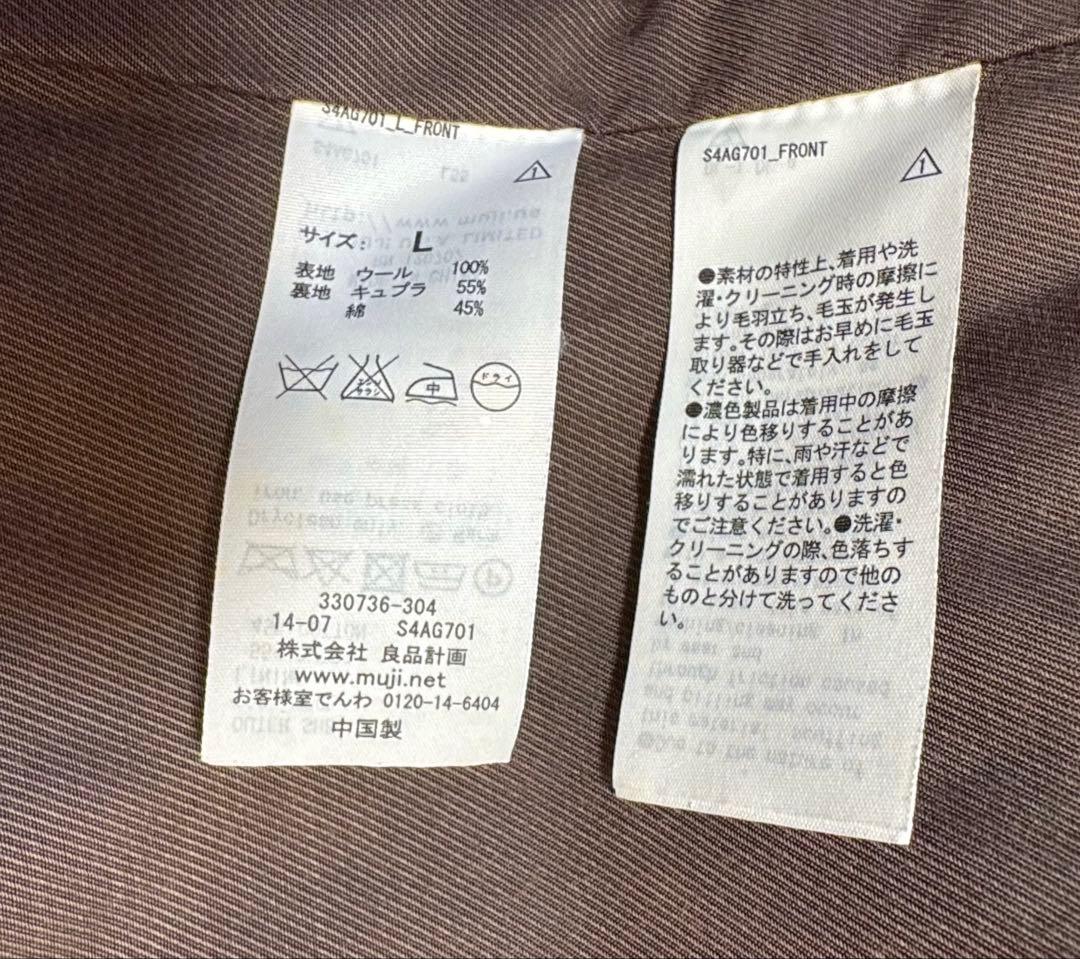 S4AG701_L_FRONT
1
サイズ: L
表地 ウール 100%
裏地 キュプラ 55%
綿 45%
エンソ
サラシ
中
ドライ
330736-304
14-07 S4AG701
株式会社 良品計画
www.muji.net
お客様室でんわ 0120-14-6404
中国製
S4AG701_FRONT
1
●素材の特性上、着用や洗
濯・クリーニング時の摩擦に
より毛羽立ち、毛玉が発生し
ます。その際はお早めに毛玉
取り器などで手入れをして
ください。
●濃色製品は着用中の摩擦
により色移りすることがあ
ります。特に、雨や汗などで
濡れた状態で着用すると色
移りすることがありますの
でご注意ください。●洗濯・
クリーニングの際、色落ちす
ることがありますので他の
ものと分けて洗ってくださ
い。